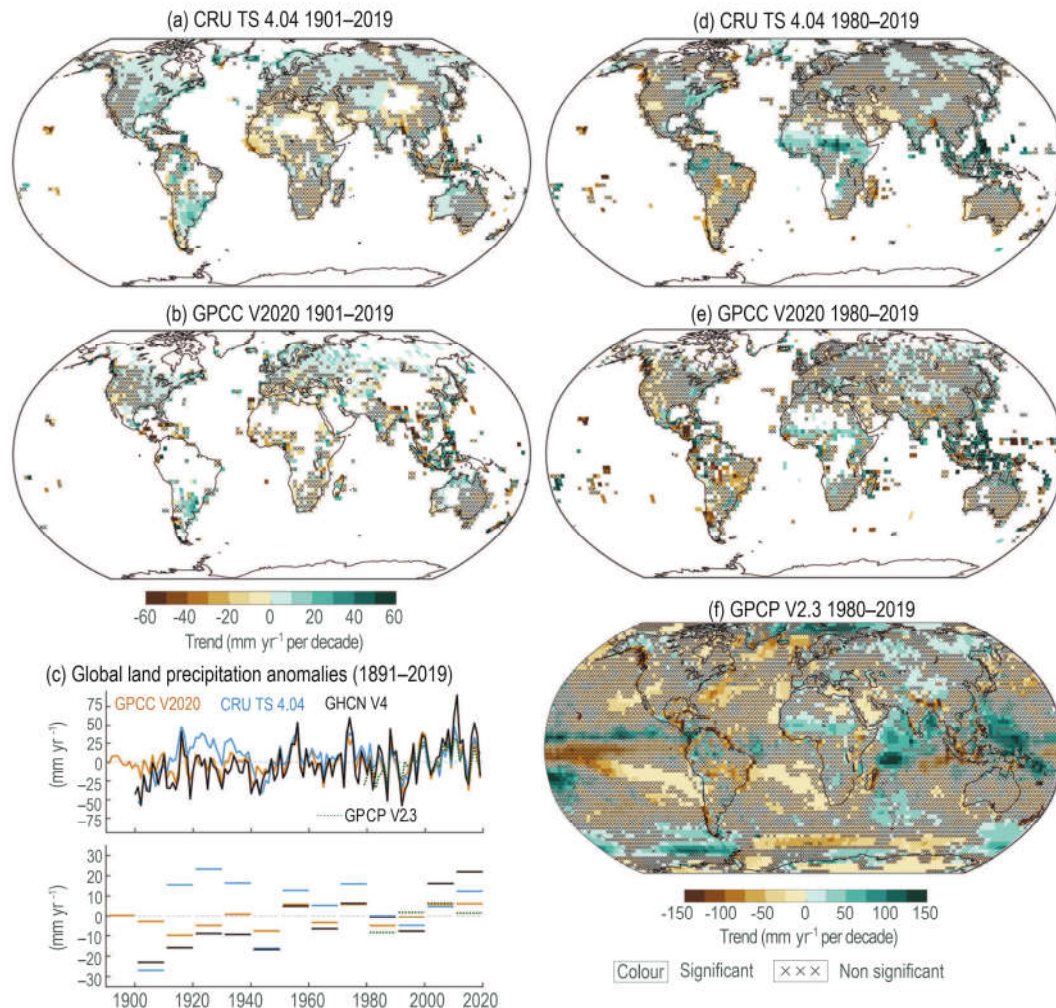 (a) CRU TS 4.04 1901–2019
(d) CRU TS 4.04 1980–2019
(b) GPCC V2020 1901–2019
(e) GPCC V2020 1980–2019
-60 -40 -20 0 20 40 60
Trend (mm yr⁻¹ per decade)
(f) GPCP V2.3 1980–2019
(c) Global land precipitation anomalies (1891–2019)
GPCC V2020 CRU TS 4.04 GHCN V4
75
50
25
0
−25
−50
−75
(mm yr⁻¹)
GPCP V2.3
30
20
10
0
−10
−20
−30
(mm yr⁻¹)
1900 1920 1940 1960 1980 2000 2020
-150 -100 -50 0 50 100 150
Trend (mm yr⁻¹ per decade)
Colour Significant ××× Non significant